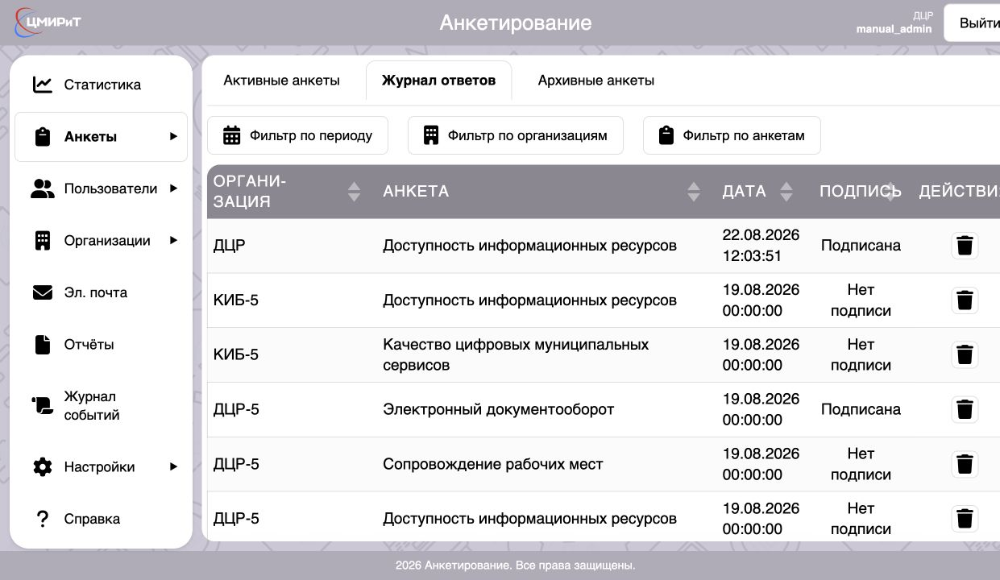 ЦМИРиТ
Анкетирование
ДЦР
manual_admin
Выйти
Статистика
Анкеты
Пользователи
Организации
Эл. почта
Отчёты
Журнал
событий
Настройки
Справка
Активные анкеты
Журнал ответов
Архивные анкеты
Фильтр по периоду
Фильтр по организациям
Фильтр по анкетам
ОРГАНИ-
ЗАЦИЯ
АНКЕТА
ДАТА
ПОДПИСЬ
ДЕЙСТВИЯ
ДЦР
Доступность информационных ресурсов
22.08.2026
12:03:51
Подписана
КИБ-5
Доступность информационных ресурсов
19.08.2026
00:00:00
Нет
подписи
КИБ-5
Качество цифровых муниципальных
сервисов
19.08.2026
00:00:00
Нет
подписи
ДЦР-5
Электронный документооборот
19.08.2026
00:00:00
Подписана
ДЦР-5
Сопровождение рабочих мест
19.08.2026
00:00:00
Нет
подписи
ДЦР-5
Доступность информационных ресурсов
19.08.2026
00:00:00
Нет
подписи
2026 Анкетирование. Все права защищены.